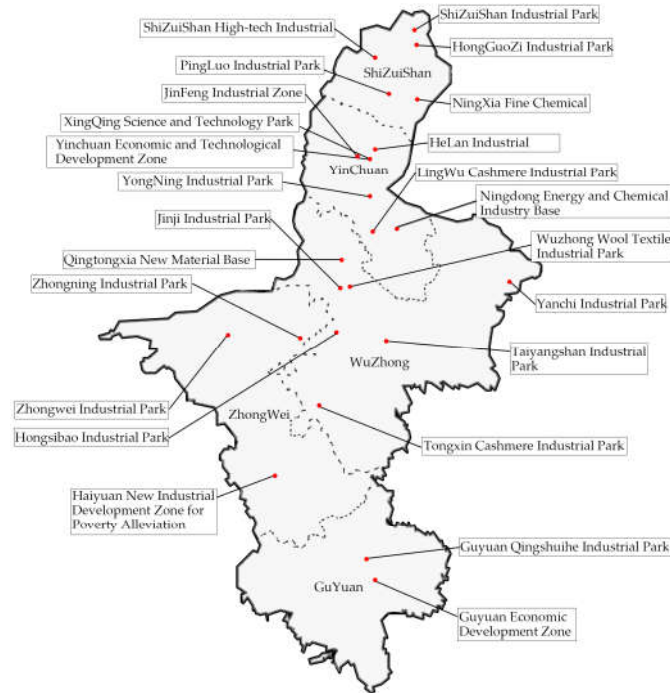 ShiZuiShan Industrial Park
ShiZuiShan High-tech Industrial
HongGuoZi Industrial Park
PingLuo Industrial Park
ShiZuiShan
JinFeng Industrial Zone
NingXia Fine Chemical
XingQing Science and Technology Park
Yinchuan Economic and Technological
Development Zone
HeLan Industrial
YinChuan
LingWu Cashmere Industrial Park
YongNing Industrial Park
Ningdong Energy and Chemical
Industry Base
Jinji Industrial Park
Wuzhong Wool Textile
Industrial Park
Qingtongxia New Material Base
Zhongning Industrial Park
Yanchi Industrial Park
Taiyangshan Industrial
Park
WuZhong
Zhongwei Industrial Park
ZhongWei
Hongsibao Industrial Park
Tongxin Cashmere Industrial Park
Haiyuan New Industrial
Development Zone for
Poverty Alleviation
Guyuan Qingshuihe Industrial Park
GuYuan
Guyuan Economic
Development Zone